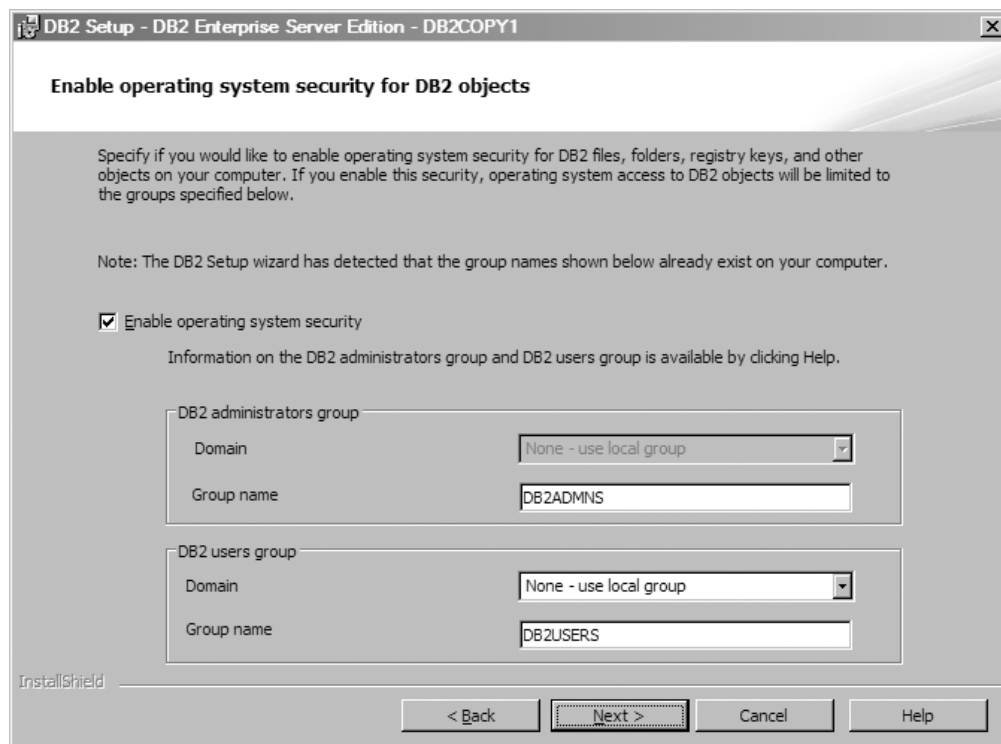 DB2 Setup - DB2 Enterprise Server Edition - DB2COPY1
Enable operating system security for DB2 objects
Specify if you would like to enable operating system security for DB2 files, folders, registry keys, and other
objects on your computer. If you enable this security, operating system access to DB2 objects will be limited to
the groups specified below.
Note: The DB2 Setup wizard has detected that the group names shown below already exist on your computer.
Enable operating system security
Information on the DB2 administrators group and DB2 users group is available by clicking Help.
DB2 administrators group
Domain None - use local group
Group name DB2ADMNS
DB2 users group
Domain None - use local group
Group name DB2USERS
InstallShield
< Back Next > Cancel Help